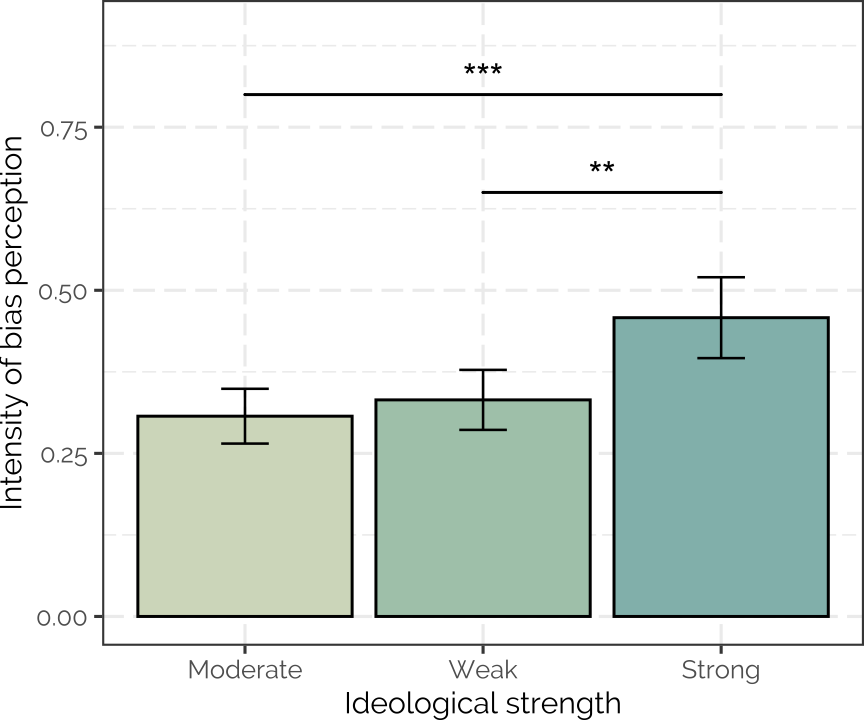 ***
**
0.75
0.50
0.25
0.00
Intensity of bias perception
Moderate Weak Strong
Ideological strength